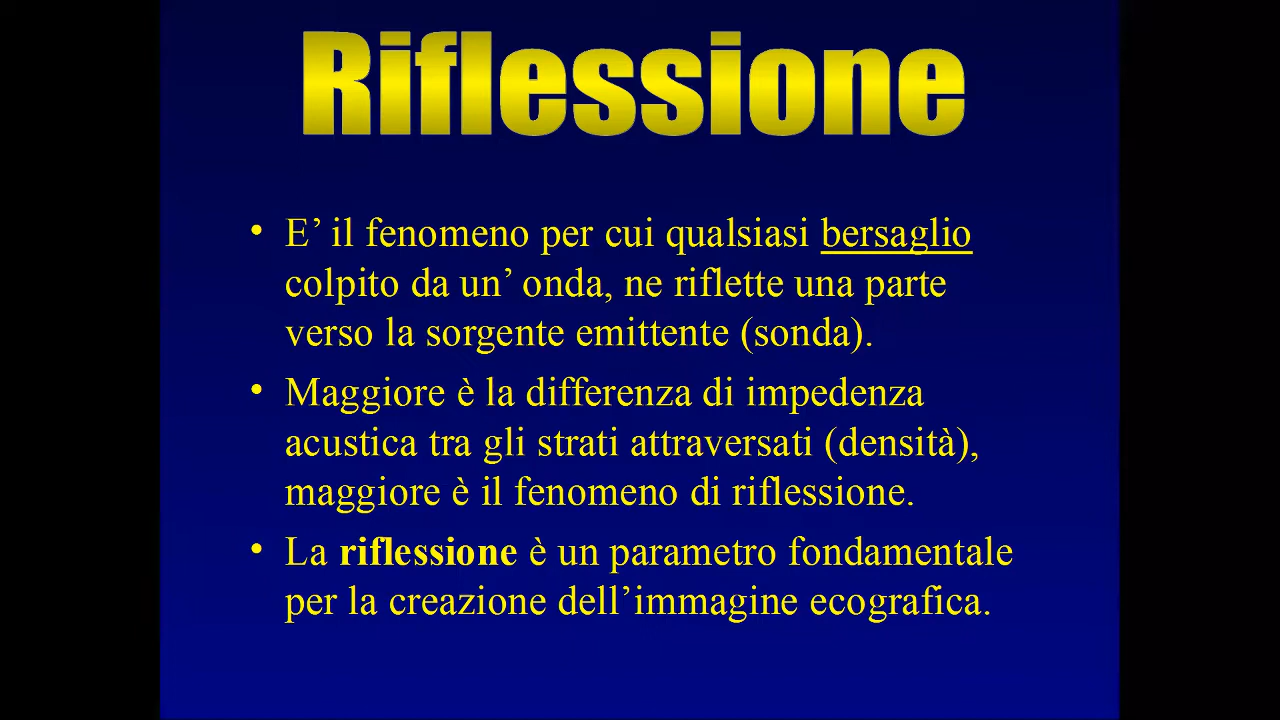 Riflessione
• E’ il fenomeno per cui qualsiasi bersaglio
colpito da un’ onda, ne riflette una parte
verso la sorgente emittente (sonda).
• Maggiore è la differenza di impedenza
acustica tra gli strati attraversati (densità),
maggiore è il fenomeno di riflessione.
• La riflessione è un parametro fondamentale
per la creazione dell’immagine ecografica.